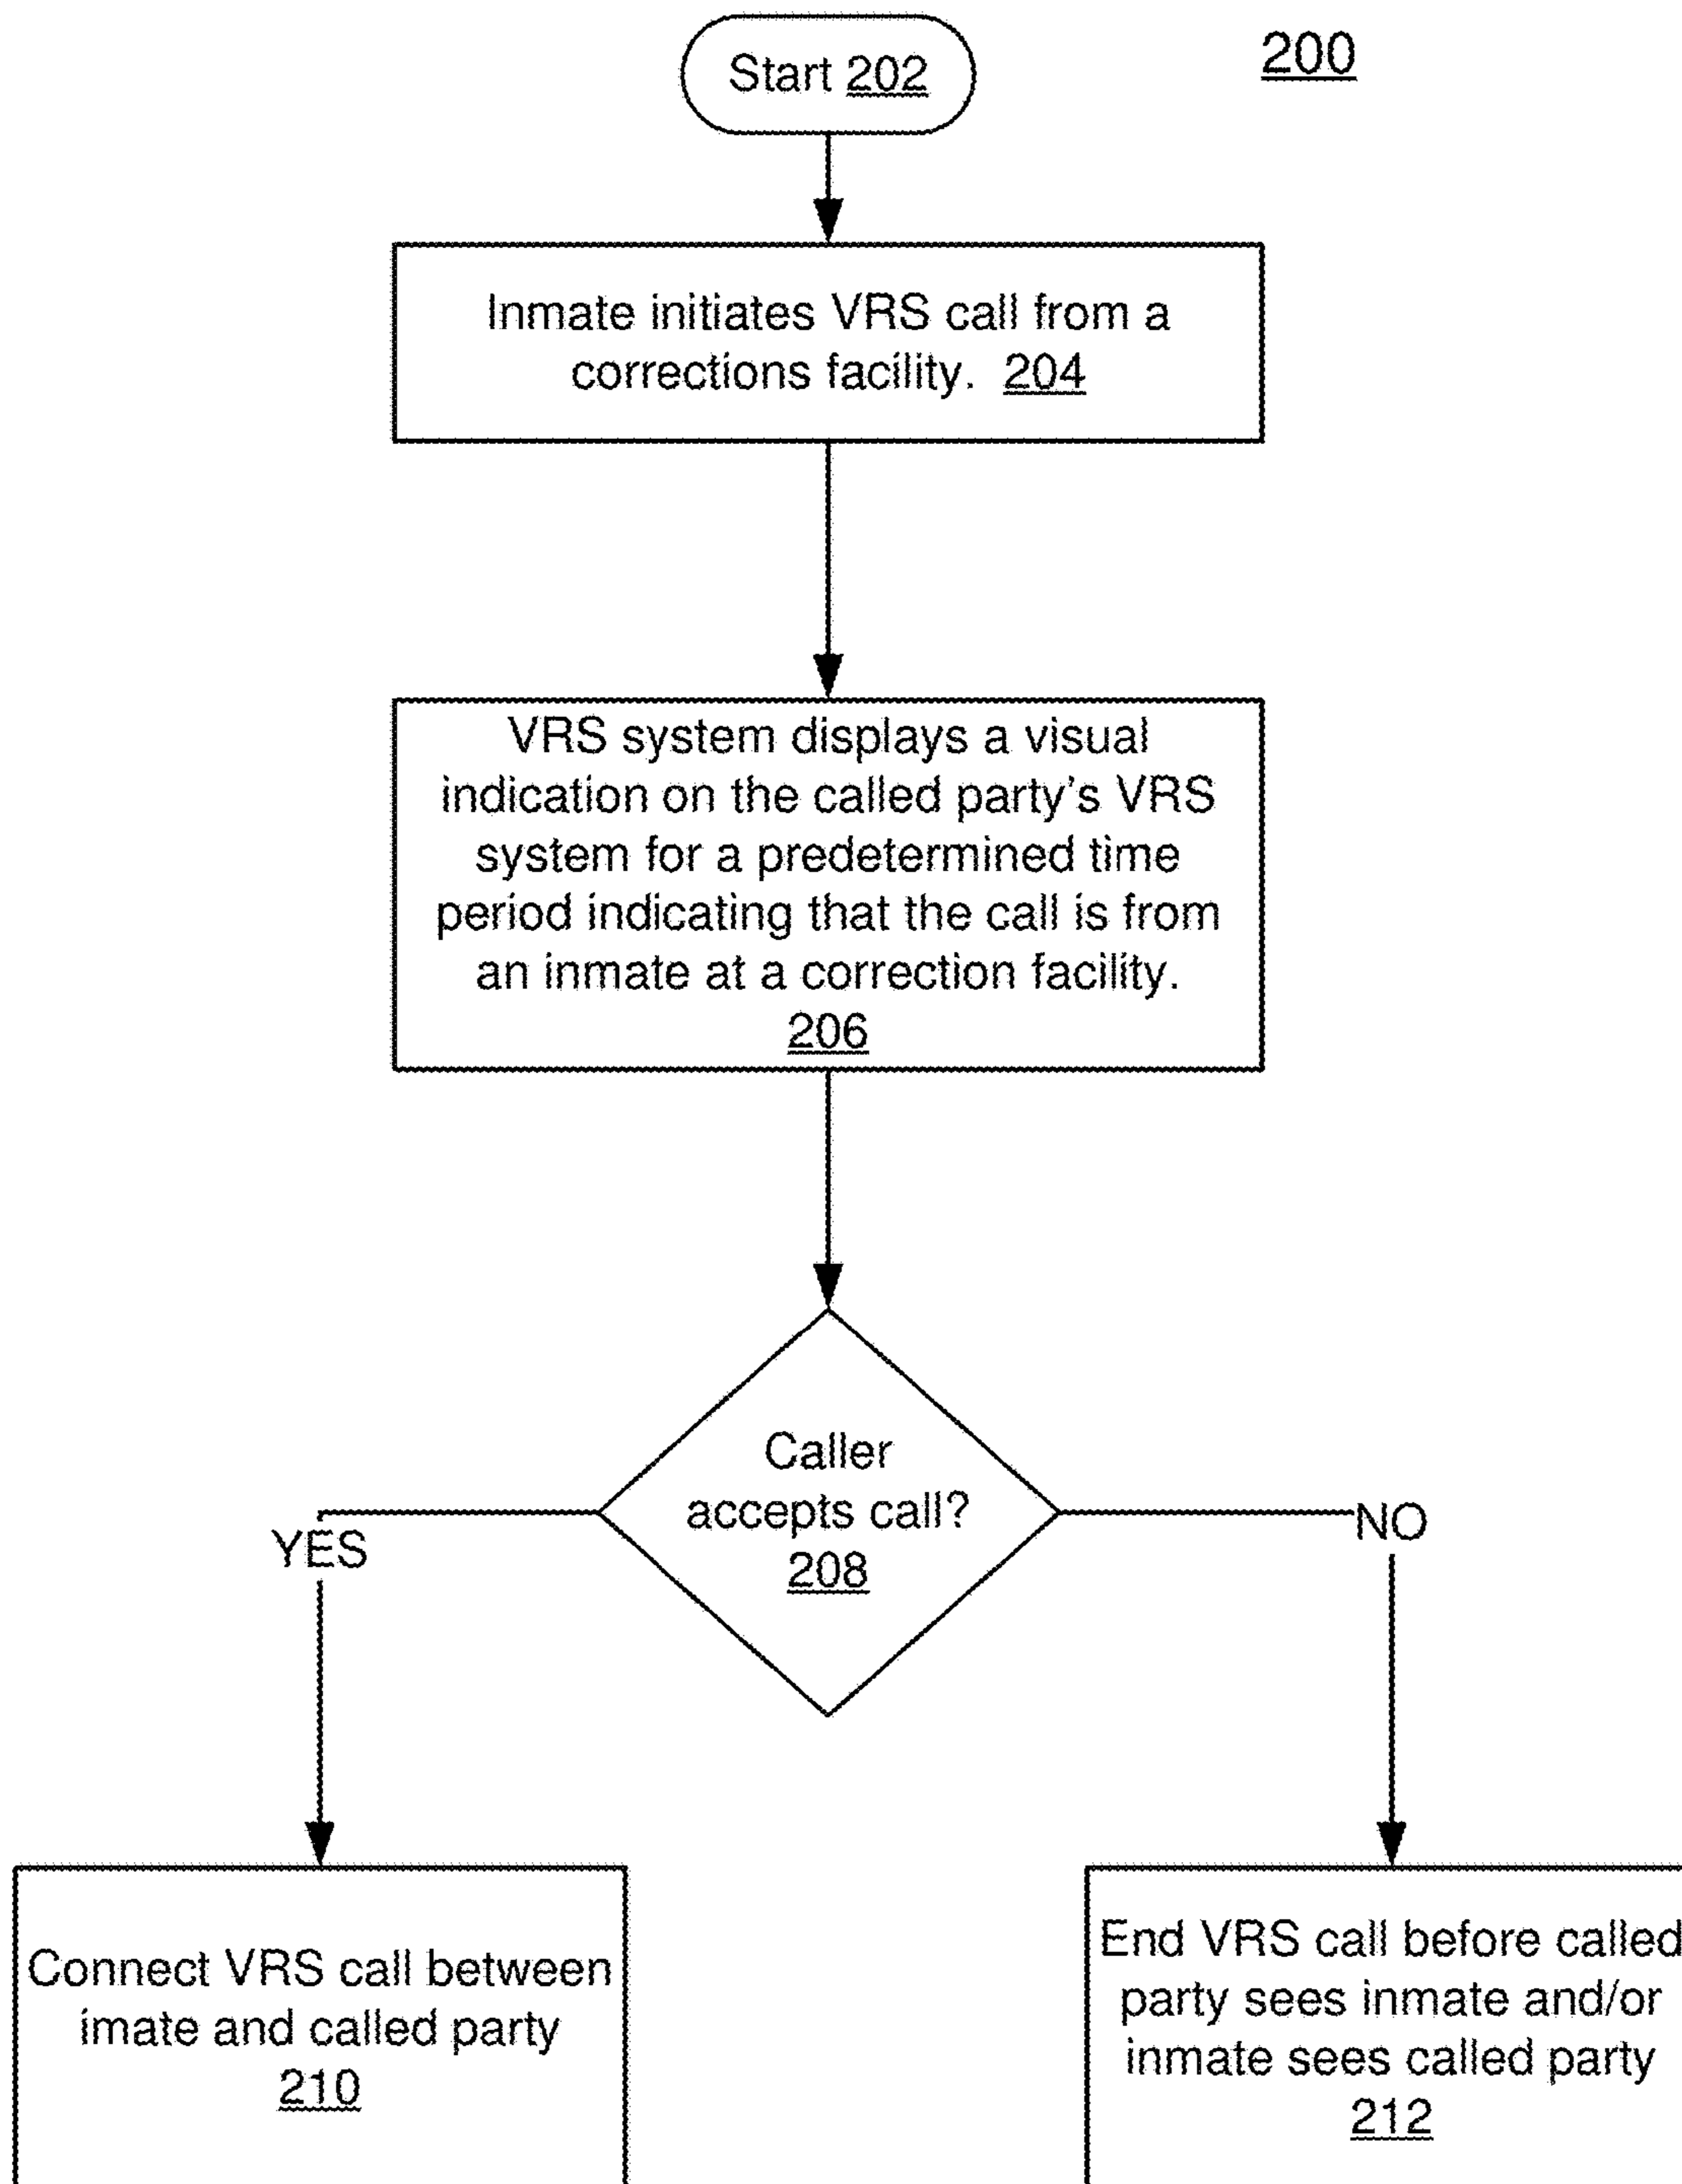 Start 202
200
Inmate initiates VRS call from a
corrections facility. 204
VRS system displays a visual
indication on the called party's VRS
system for a predetermined time
period indicating that the call is from
an inmate at a correction facility.
206
Caller
accepts call?
208
YES
NO
Connect VRS call between
imate and called party
210
End VRS call before called
party sees inmate and/or
inmate sees called party
212